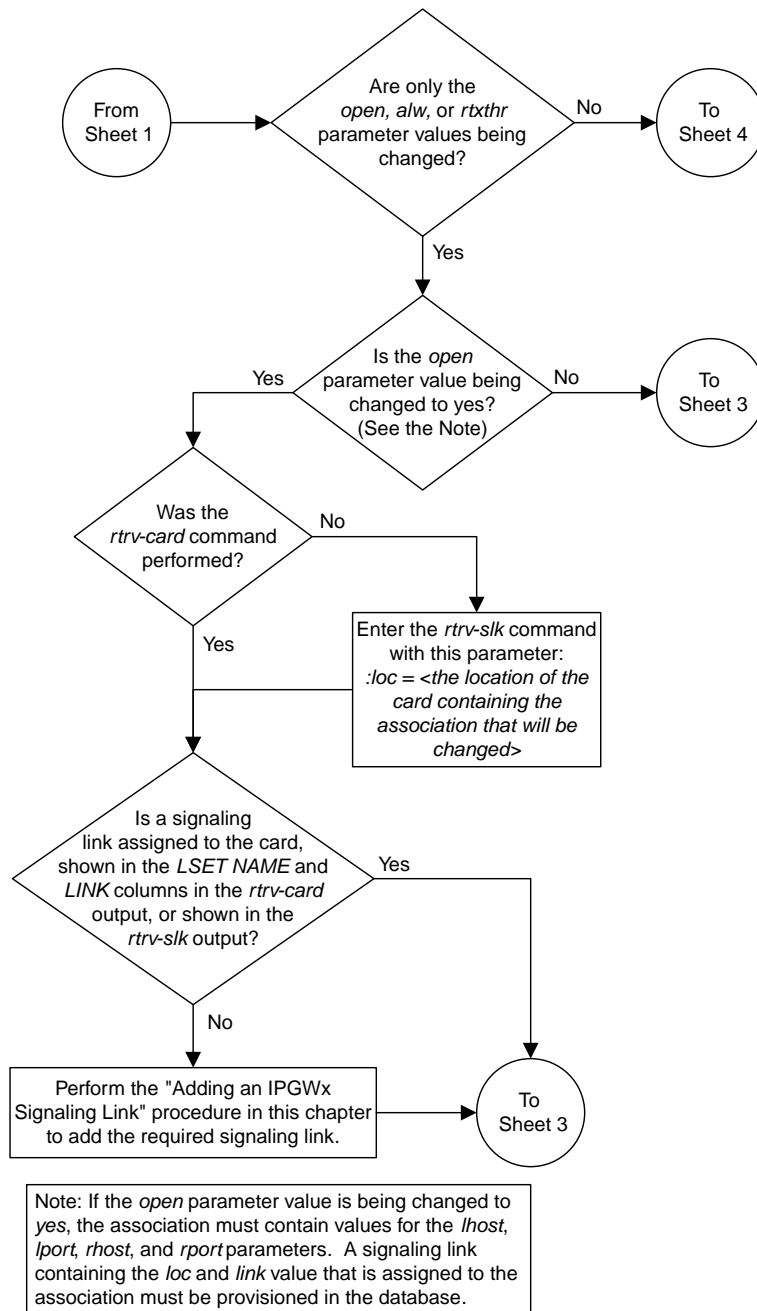 From
Sheet 1
Are only the
open, alw, or rtxthr
parameter values being
changed?
No
To
Sheet 4
Yes
Is the open
parameter value being
changed to yes?
(See the Note)
Yes
No
To
Sheet 3
Was the
rtrv-card command
performed?
No
Yes
Enter the rtrv-slk command
with this parameter:
:loc = <the location of the
card containing the
association that will be
changed>
Is a signaling
link assigned to the card,
shown in the LSET NAME and
LINK columns in the rtrv-card
output, or shown in the
rtrv-slk output?
Yes
No
Perform the "Adding an IPGWx
Signaling Link" procedure in this chapter
to add the required signaling link.
To
Sheet 3
Note: If the open parameter value is being changed to
yes, the association must contain values for the lhost,
lport, rhost, and rport parameters. A signaling link
containing the loc and link value that is assigned to the
association must be provisioned in the database.